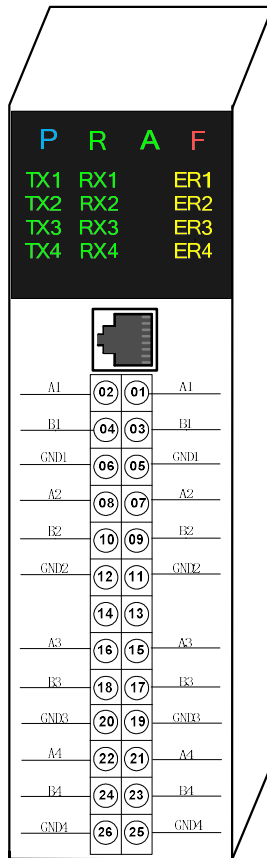 P R A F
TX1 RX1 ER1
TX2 RX2 ER2
TX3 RX3 ER3
TX4 RX4 ER4
A1 02 01 A1
B1 04 03 B1
GND1 06 05 GND1
A2 08 07 A2
B2 10 09 B2
GND2 12 11 GND2
14 13
A3 16 15 A3
B3 18 17 B3
GND3 20 19 GND3
A4 22 21 A4
B4 24 23 B4
GND4 26 25 GND4